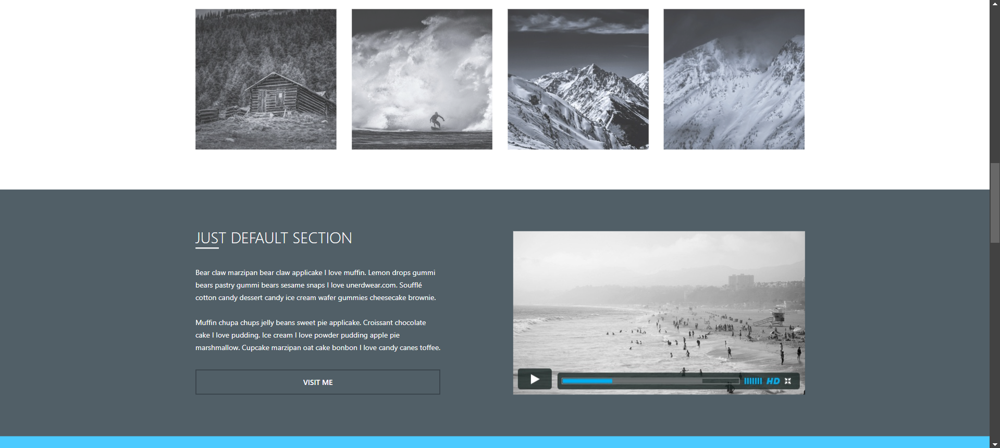 JUST DEFAULT SECTION
Bear claw marzipan bear claw applicake I love muffin. Lemon drops gummi
bears pastry gummi bears sesame snaps I love unerdwear.com. Soufflé
cotton candy dessert candy ice cream wafer gummies cheesecake brownie.
Muffin chupa chups jelly beans sweet pie applicake. Croissant chocolate
cake I love pudding. Ice cream I love powder pudding apple pie
marshmallow. Cupcake marzipan oat cake bonbon I love candy canes toffee.
VISIT ME
HD